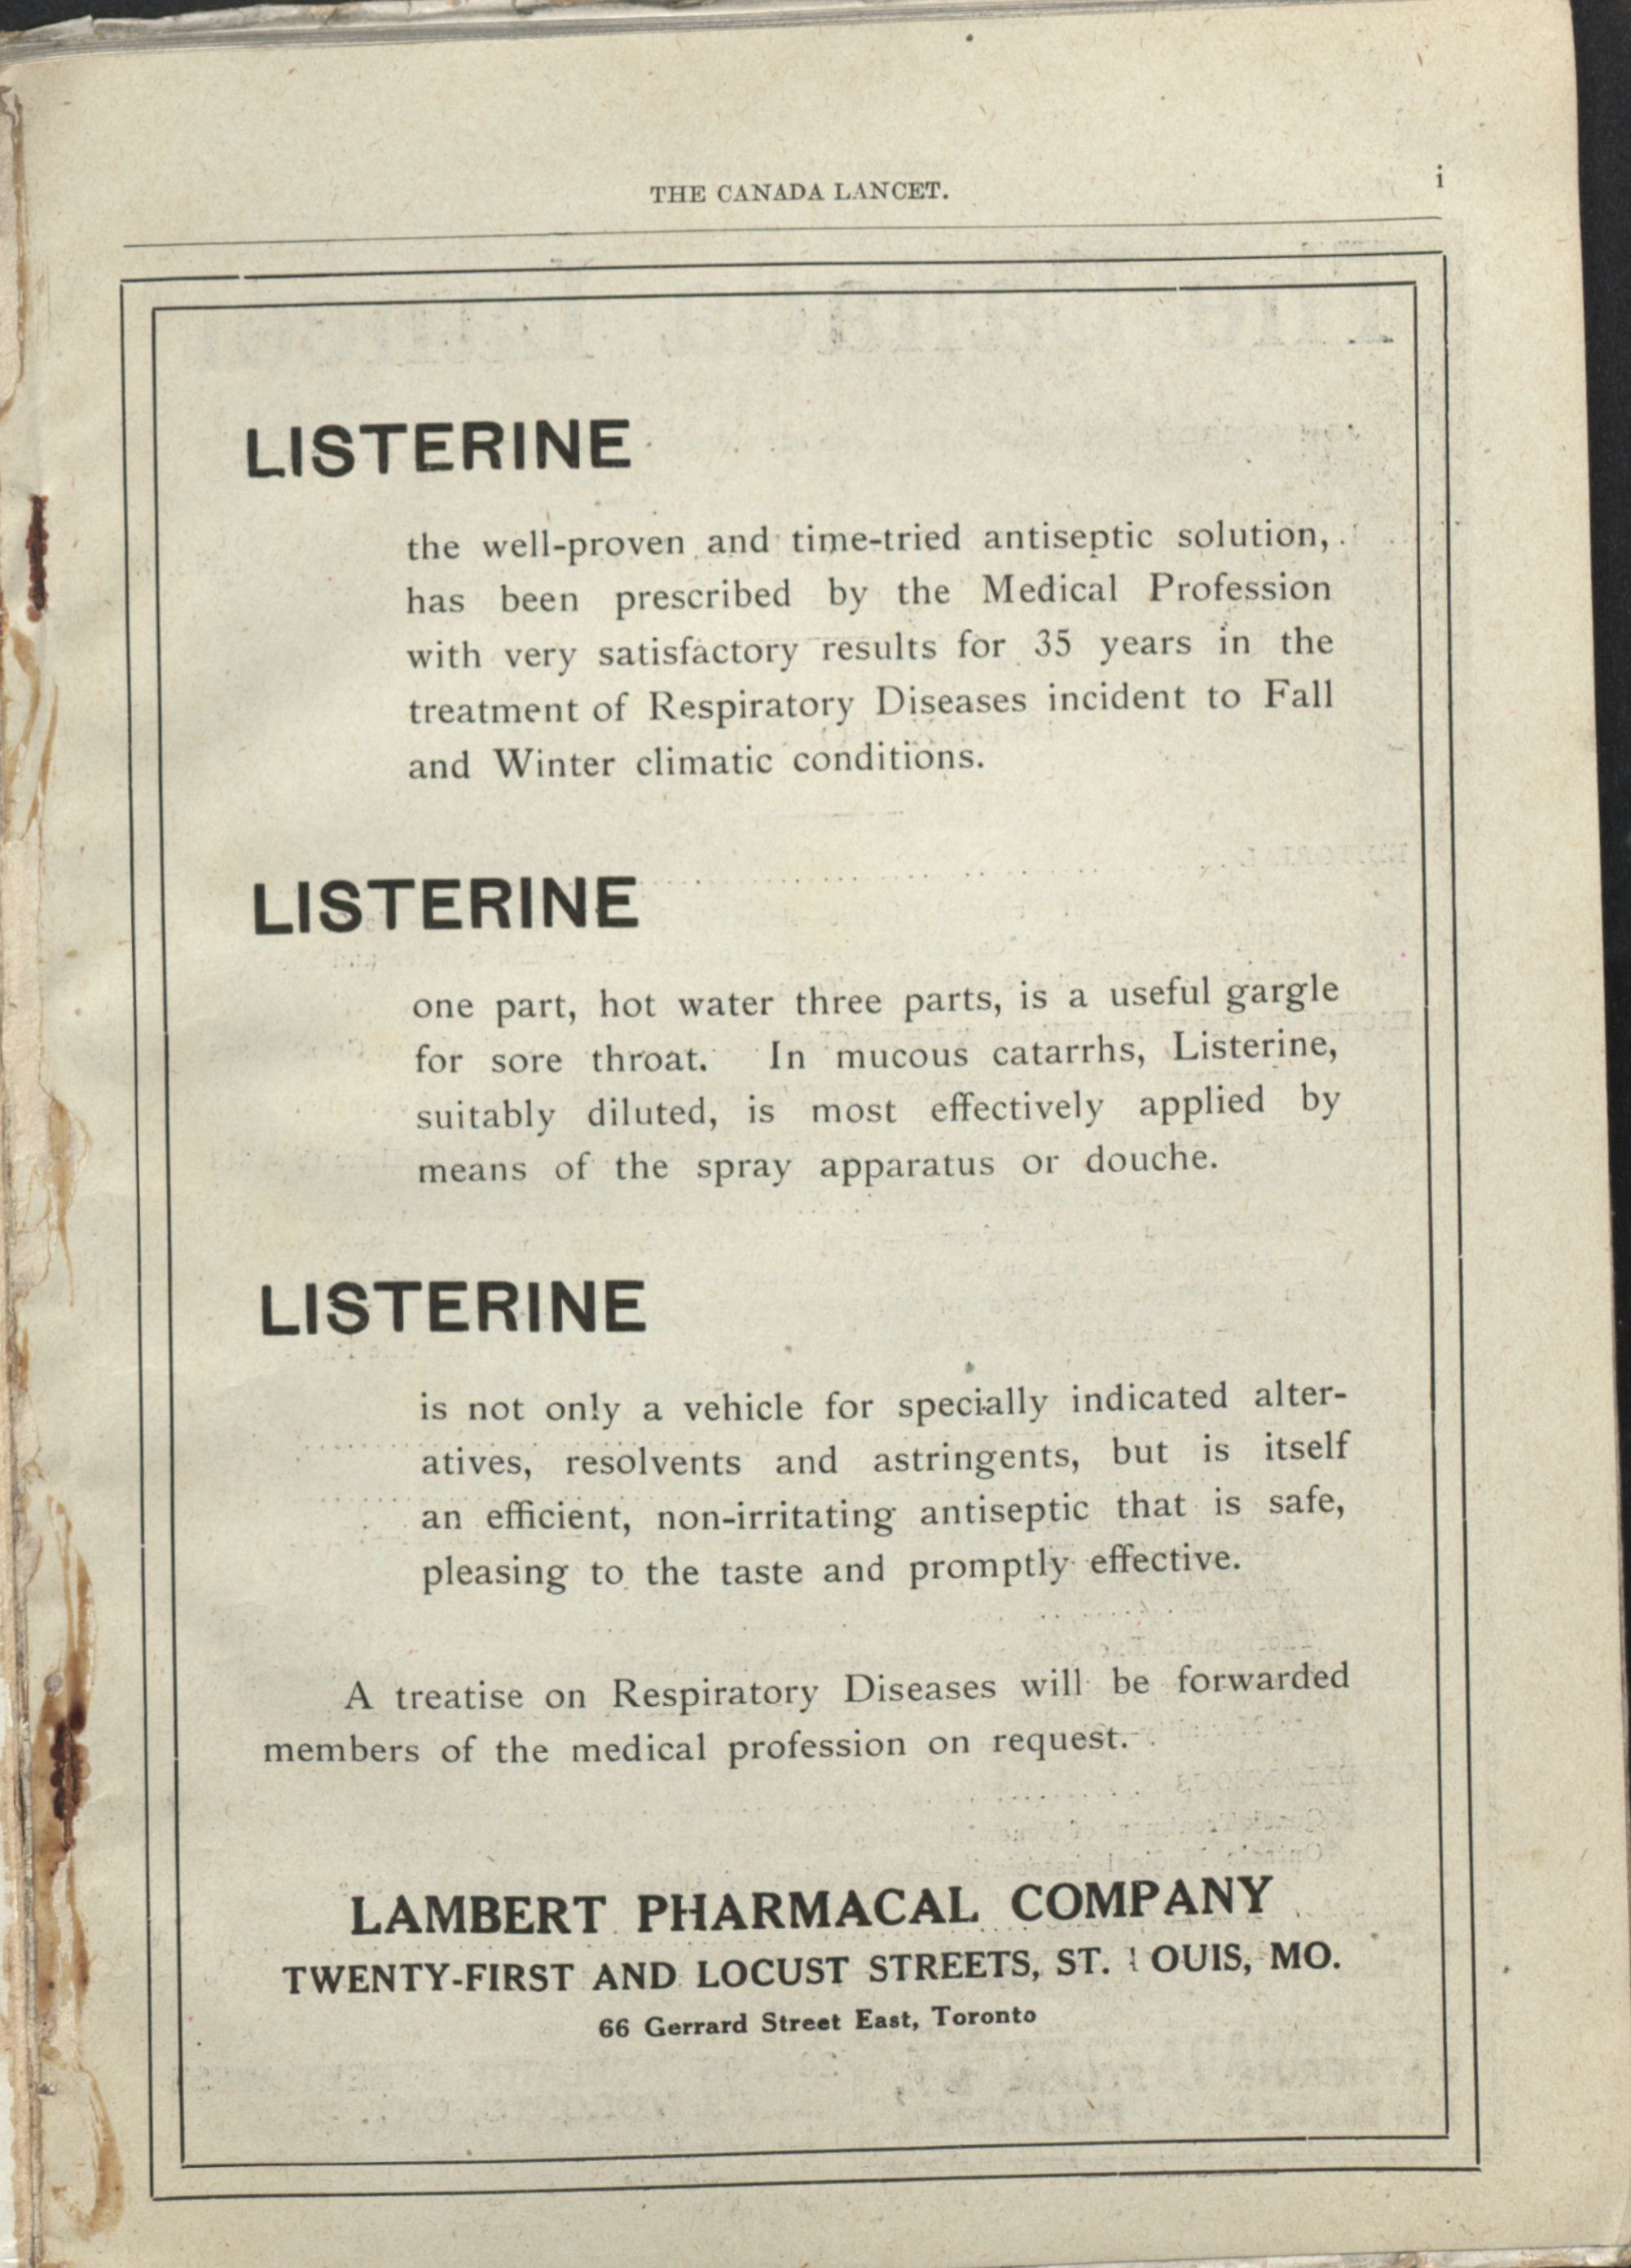 THE CANADA LANCET.
i
LISTERINE
the well-proven and time-tried antiseptic solution,
has been prescribed by the Medical Profession
with very satisfactory results for 35 years in the
treatment of Respiratory Diseases incident to Fall
and Winter climatic conditions.
LISTERINE
one part, hot water three parts, is a useful gargle
for sore throat. In mucous catarrhs, Listerine,
suitably diluted, is most effectively applied by
means of the spray apparatus or douche.
LISTERINE
is not only a vehicle for specially indicated alter-
atives, resolvents and astringents, but is itself
an efficient, non-irritating antiseptic that is safe,
pleasing to the taste and promptly effective.
A treatise on Respiratory Diseases will be forwarded
members of the medical profession on request.
LAMBERT PHARMACAL COMPANY
TWENTY-FIRST AND LOCUST STREETS, ST. LOUIS, MO.
66 Gerrard Street East, Toronto